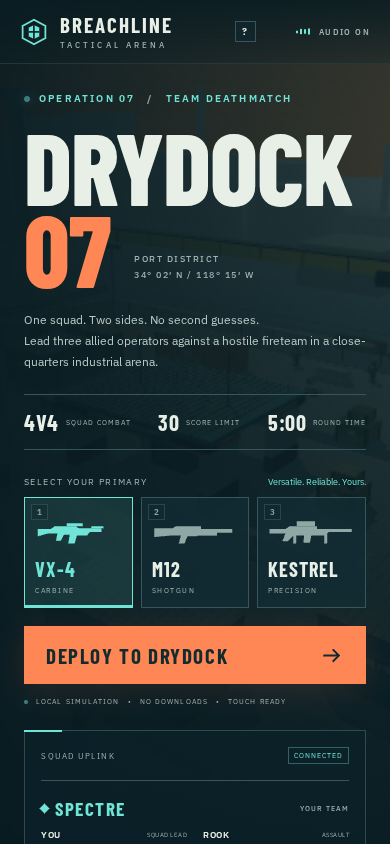 BREACHLINE
TACTICAL ARENA
?
AUDIO ON
OPERATION 07 / TEAM DEATHMATCH
DRYDOCK
07
PORT DISTRICT
34° 02′ N / 118° 15′ W
One squad. Two sides. No second guesses.
Lead three allied operators against a hostile fireteam in a close-
quarters industrial arena.
4V4 SQUAD COMBAT
30 SCORE LIMIT
5:00 ROUND TIME
SELECT YOUR PRIMARY
Versatile. Reliable. Yours.
1
VX-4
CARBINE
2
M12
SHOTGUN
3
KESTREL
PRECISION
DEPLOY TO DRYDOCK →
LOCAL SIMULATION • NO DOWNLOADS • TOUCH READY
SQUAD UPLINK
CONNECTED
SPECTRE
YOUR TEAM
YOU SQUAD LEAD
ROOK ASSAULT